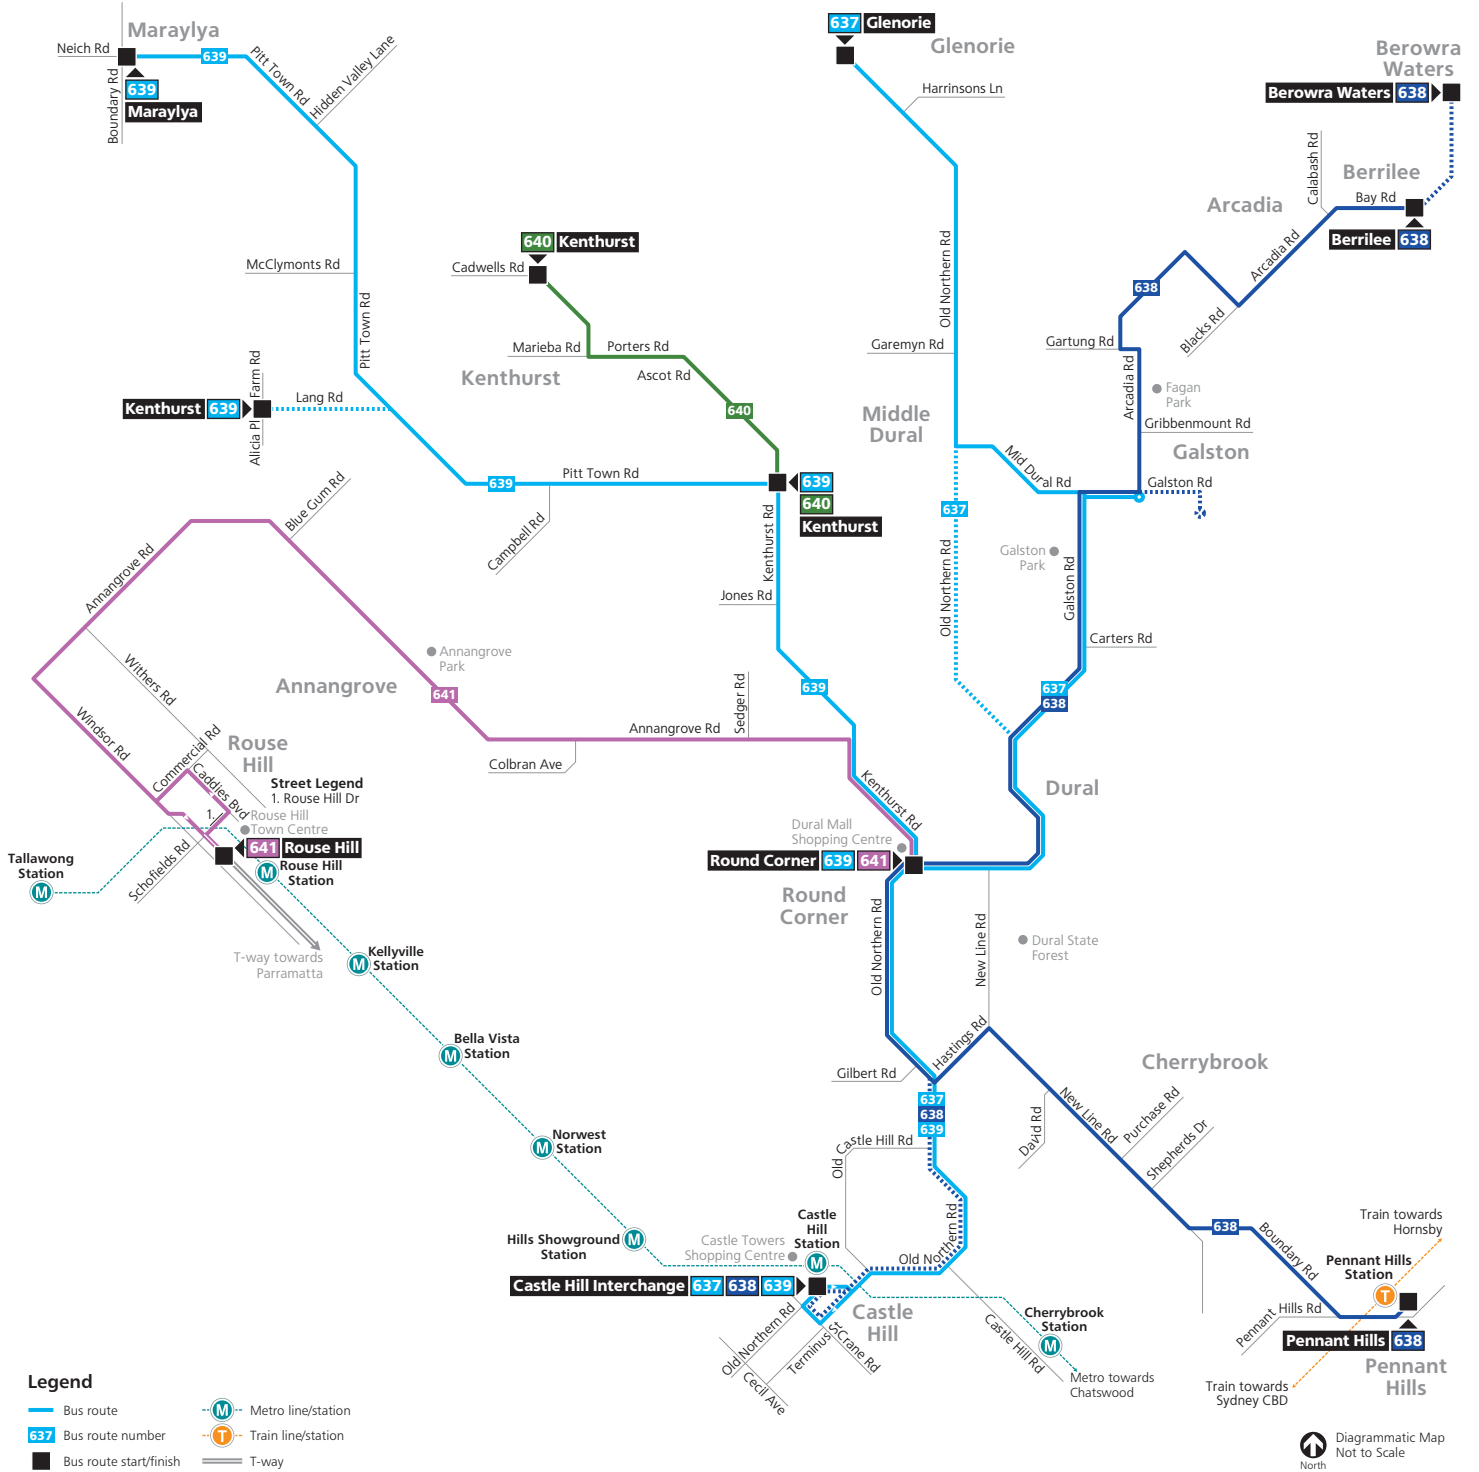 Maraylya
Neich Rd
639
Pitt Town Rd
Hidden Valley Lane
Boundary Rd
639
Maraylya
637 Glenorie
Glenorie
Harrinsons Ln
Berowra
Waters
Berowra Waters 638
Calabash Rd
Berrilee
Bay Rd
Arcadia
Arcadia Rd
Berrilee 638
638
Blacks Rd
640 Kenthurst
Cadwells Rd
McClymonts Rd
Pitt Town Rd
Marieba Rd
Porters Rd
Ascot Rd
Kenthurst
640
Old Northern Rd
Garemyn Rd
Gartung Rd
Arcadia Rd
Fagan
Park
Gribbenmount Rd
Galston
Middle
Dural
Mid Dural Rd
Galston Rd
Kenthurst 639
Alicia Pl
Farm Rd
Lang Rd
639
Pitt Town Rd
Campbell Rd
639
640
Kenthurst
Kenthurst Rd
Jones Rd
637
Old Northern Rd
Galston
Park
Galston Rd
Carters Rd
637
638
Blue Gum Rd
Annangrove Rd
Annangrove
Park
Annangrove
641
639
Sedger Rd
Annangrove Rd
Colbran Ave
Withers Rd
Windsor Rd
Commercial Rd
Caddies Bvd
Rouse
Hill
Street Legend
1. Rouse Hill Dr
1.
Rouse Hill
Town Centre
641 Rouse Hill
Rouse Hill
Station
M
Tallawong
Station
M
Schofields Rd
T-way towards
Parramatta
Kellyville
Station
M
Kenthurst Rd
Dural Mall
Shopping Centre
Round Corner 639 641
Round
Corner
Dural
Old Northern Rd
New Line Rd
Dural State
Forest
Hastings Rd
Gilbert Rd
637
638
639
Bella Vista
Station
M
Norwest
Station
M
Cherrybrook
David Rd
New Line Rd
Purchase Rd
Shepherds Dr
Old
Castle Hill Rd
Old Northern Rd
Castle
Hill
Station
M
Hills Showground
Station
M
Castle Towers
Shopping Centre
Old Northern Rd
Castle Hill Interchange 637 638 639
Castle
Hill
Old Northern Rd
Terminus St
Crane Rd
Cecil Ave
Castle Hill Rd
Cherrybrook
Station
M
Metro towards
Chatswood
638
Boundary Rd
Train towards
Hornsby
Pennant Hills
Station
T
Pennant Hills Rd
Pennant Hills 638
Pennant
Hills
Train towards
Sydney CBD
Legend
Bus route
637 Bus route number
Bus route start/finish
M Metro line/station
T Train line/station
T-way
Diagrammatic Map
Not to Scale
North